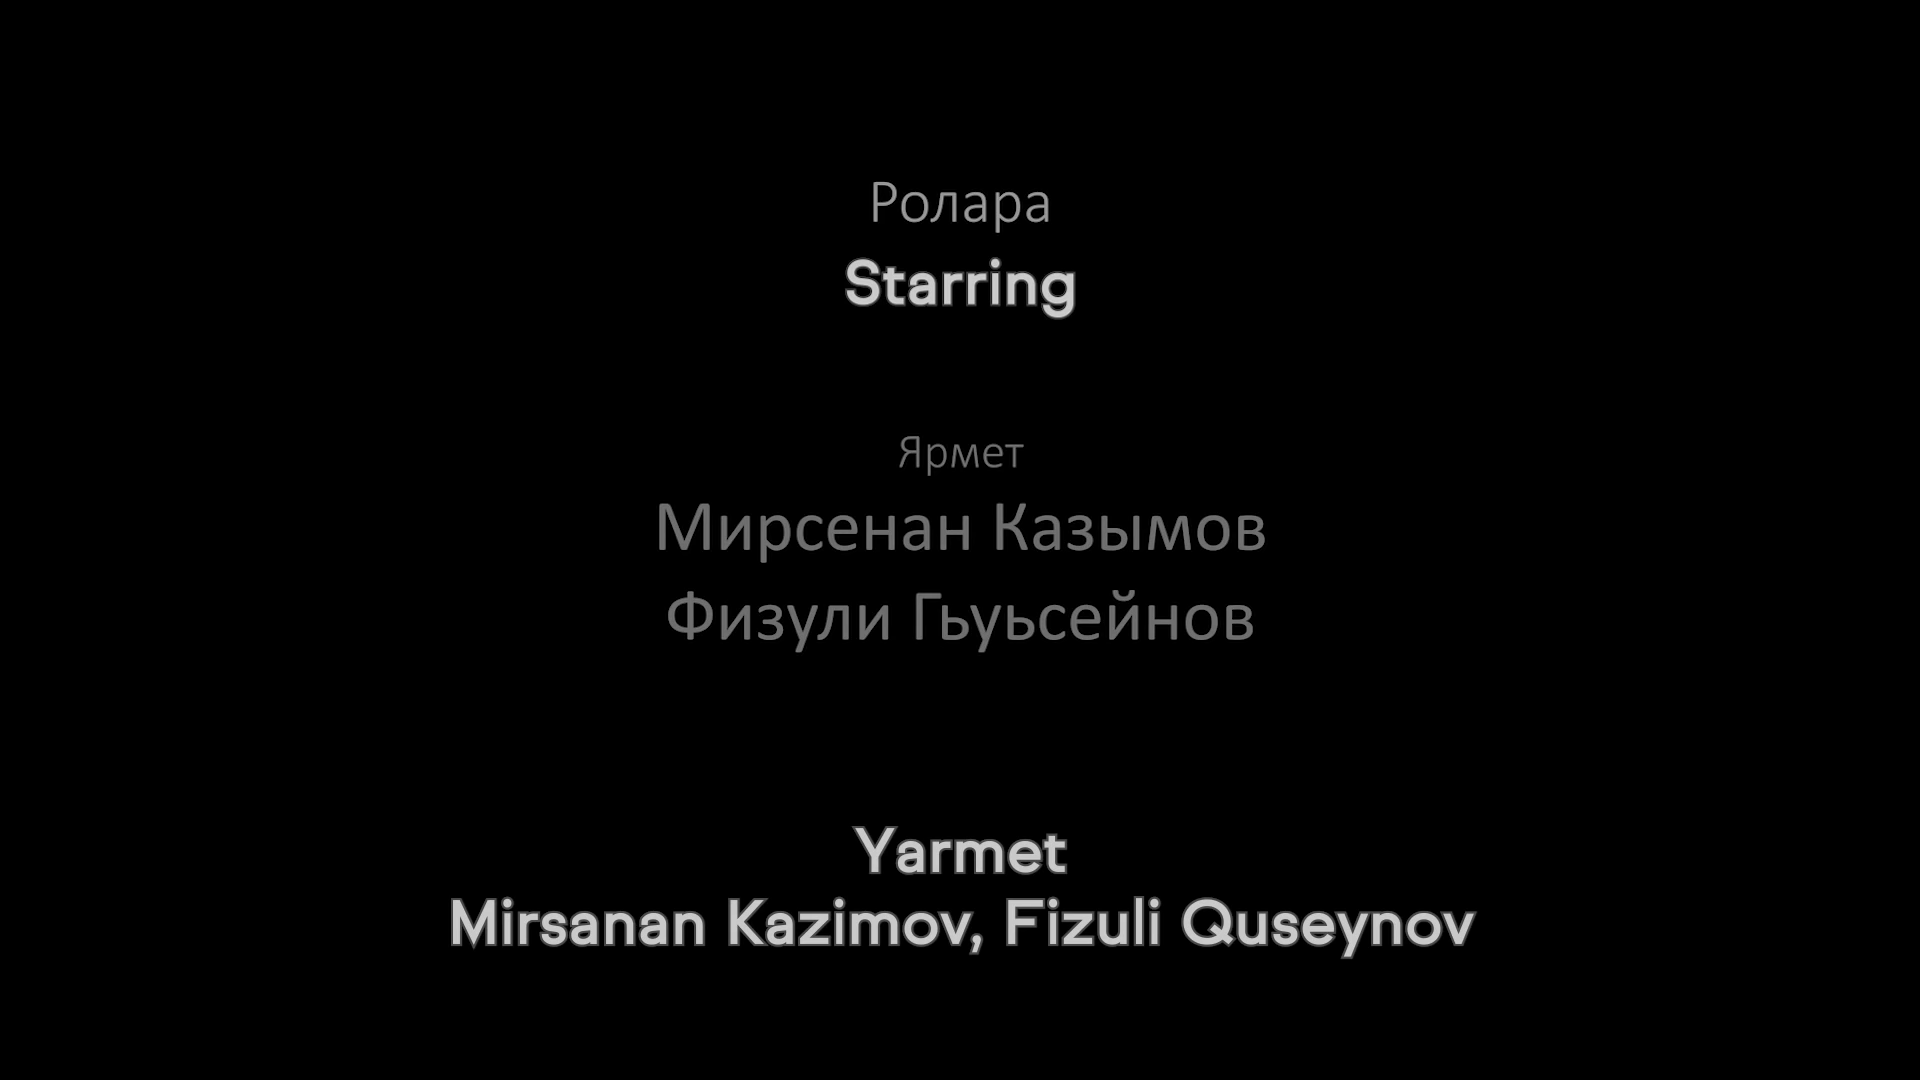 Ролара
Starring
Ярмет
Мирсенан Казымов
Физули Гьуьсейнов
Yarmet
Mirsanan Kazimov, Fizuli Quseynov